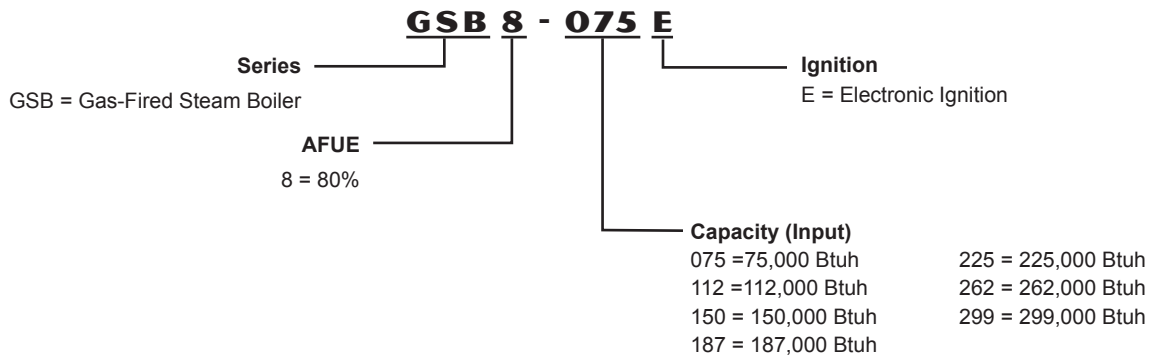 GSB 8 - 075 E
Series
GSB = Gas-Fired Steam Boiler
AFUE
8 = 80%
Ignition
E = Electronic Ignition
Capacity (Input)
075 =75,000 Btuh
112 =112,000 Btuh
150 = 150,000 Btuh
187 = 187,000 Btuh
225 = 225,000 Btuh
262 = 262,000 Btuh
299 = 299,000 Btuh